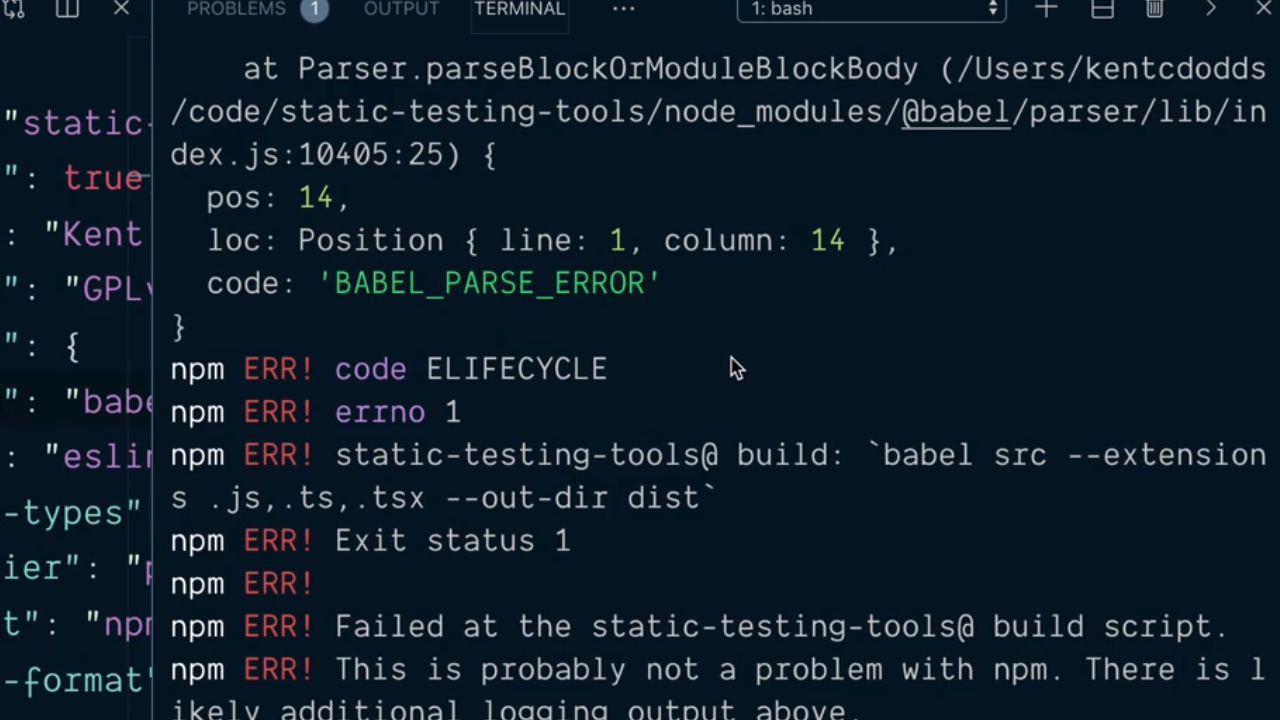 PROBLEMS 1 OUTPUT TERMINAL ··· 1: bash
at Parser.parseBlockOrModuleBlockBody (/Users/kentcdodds
/code/static-testing-tools/node_modules/@babel/parser/lib/in
dex.js:10405:25) {
pos: 14,
loc: Position { line: 1, column: 14 },
code: 'BABEL_PARSE_ERROR'
}
npm ERR! code ELIFECYCLE
npm ERR! errno 1
npm ERR! static-testing-tools@ build: `babel src --extension
s .js,.ts,.tsx --out-dir dist`
npm ERR! Exit status 1
npm ERR!
npm ERR! Failed at the static-testing-tools@ build script.
npm ERR! This is probably not a problem with npm. There is l
ikely additional logging output above.
"static-
": true
: "Kent
": "GPLv
": {
": "babe
: "eslin
-types"
ier": "p
t": "npm
-format"